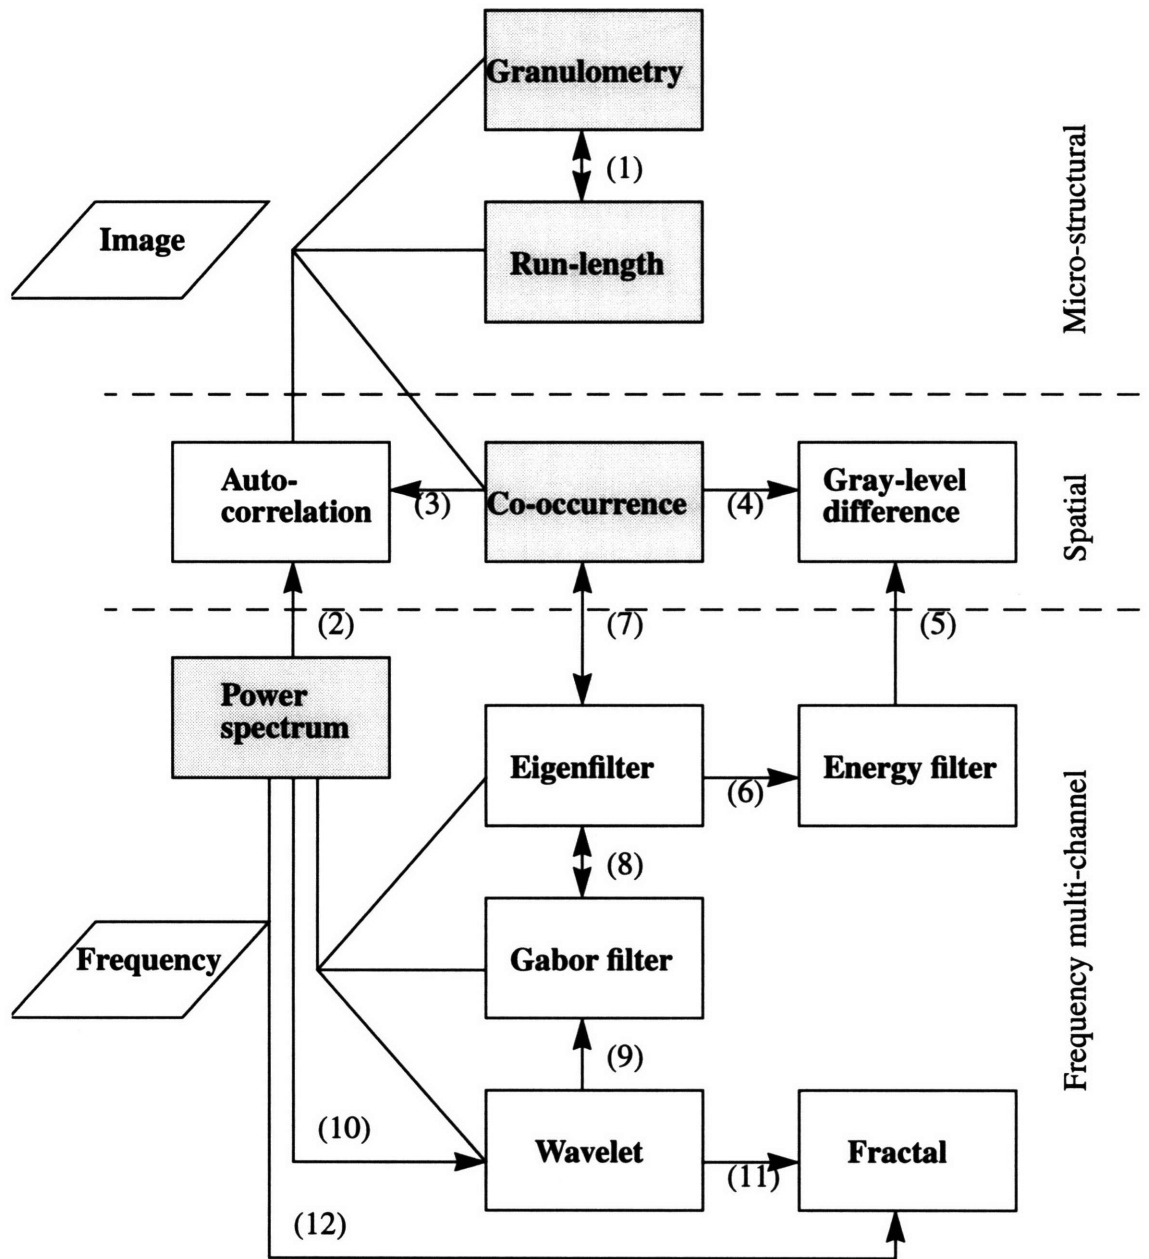 Granulometry
(1)
Image
Run-length
Micro-structural
Auto-
correlation
(3)
Co-occurrence
(4)
Gray-level
difference
Spatial
(2)
(7)
(5)
Power
spectrum
Eigenfilter
(6)
Energy filter
(8)
Frequency
Gabor filter
Frequency multi-channel
(9)
(10)
Wavelet
(11)
Fractal
(12)